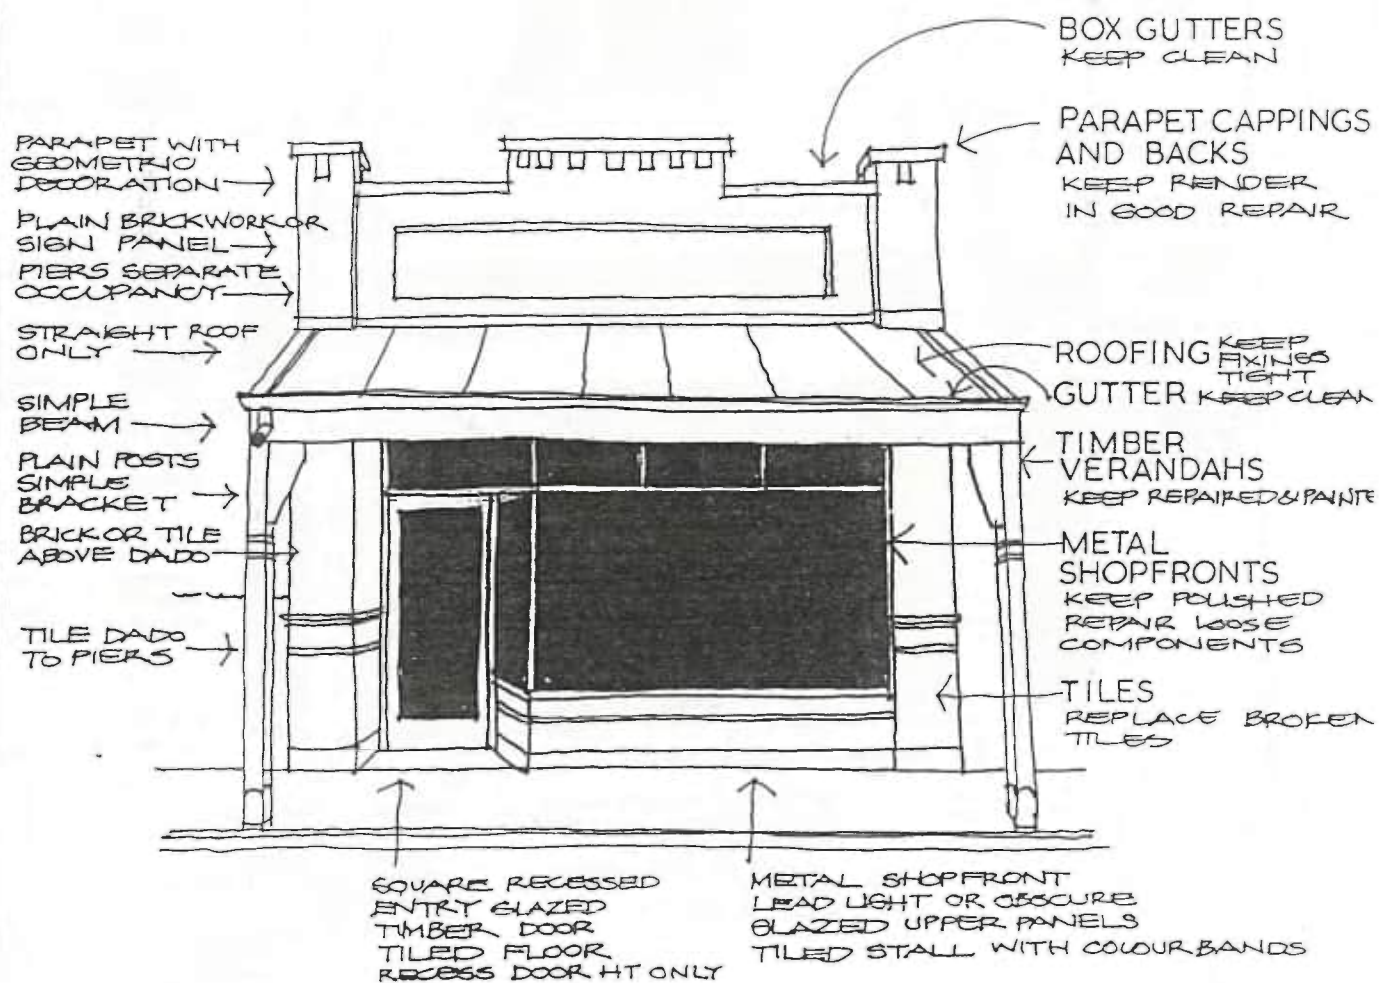 BOX GUTTERS
KEEP CLEAN
PARAPET CAPPINGS
AND BACKS
KEEP RENDER
IN GOOD REPAIR
PARAPET WITH
GEOMETRIC
DECORATION
PLAIN BRICKWORK OR
SIGN PANEL
PIERS SEPARATE
OCCUPANCY
STRAIGHT ROOF
ONLY
SIMPLE
BEAM
PLAIN POSTS
SIMPLE
BRACKET
BRICK OR TILE
ABOVE DADO
TILE DADO
TO PIERS
ROOFING KEEP
FIXINGS
TIGHT
GUTTER KEEP CLEAN
TIMBER
VERANDAHS
KEEP REPAIRED & PAINTE
METAL
SHOPFRONTS
KEEP POLISHED
REPAIR LOOSE
COMPONENTS
TILES
REPLACE BROKEN
TILES
SQUARE RECESSED
ENTRY GLAZED
TIMBER DOOR
TILED FLOOR
RECESS DOOR HT ONLY
METAL SHOPFRONT
LEAD LIGHT OR OBSCURE
GLAZED UPPER PANELS
TILED STALL WITH COLOUR BANDS